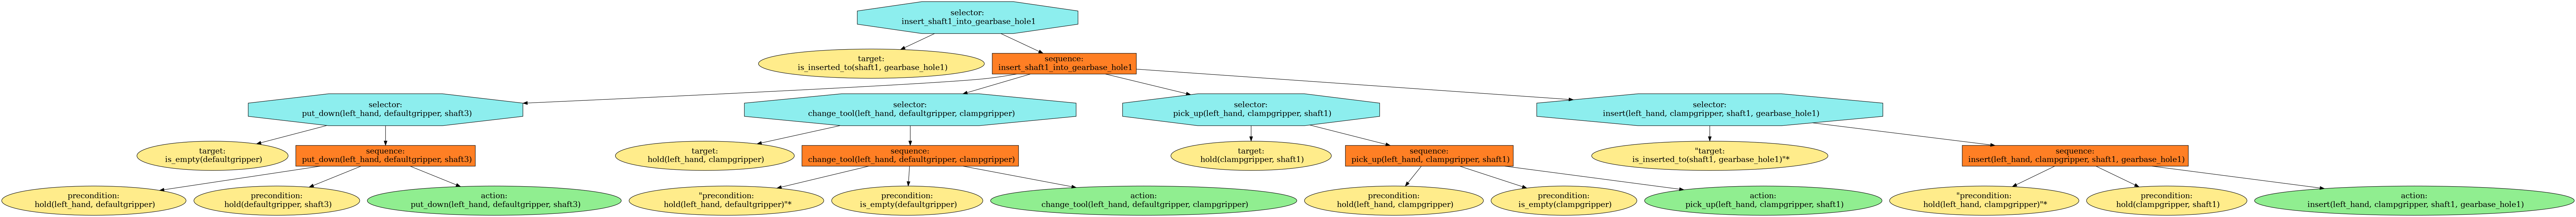 selector:
insert_shaft1_into_gearbase_hole1
target:
is_inserted_to(shaft1, gearbase_hole1)
sequence:
insert_shaft1_into_gearbase_hole1
selector:
put_down(left_hand, defaultgripper, shaft3)
selector:
change_tool(left_hand, defaultgripper, clampgripper)
selector:
pick_up(left_hand, clampgripper, shaft1)
selector:
insert(left_hand, clampgripper, shaft1, gearbase_hole1)
target:
is_empty(defaultgripper)
sequence:
put_down(left_hand, defaultgripper, shaft3)
target:
hold(left_hand, clampgripper)
sequence:
change_tool(left_hand, defaultgripper, clampgripper)
target:
hold(clampgripper, shaft1)
sequence:
pick_up(left_hand, clampgripper, shaft1)
"target:
is_inserted_to(shaft1, gearbase_hole1)"*
sequence:
insert(left_hand, clampgripper, shaft1, gearbase_hole1)
precondition:
hold(left_hand, defaultgripper)
precondition:
hold(defaultgripper, shaft3)
action:
put_down(left_hand, defaultgripper, shaft3)
"precondition:
hold(left_hand, defaultgripper)"*
precondition:
is_empty(defaultgripper)
action:
change_tool(left_hand, defaultgripper, clampgripper)
precondition:
hold(left_hand, clampgripper)
precondition:
is_empty(clampgripper)
action:
pick_up(left_hand, clampgripper, shaft1)
"precondition:
hold(left_hand, clampgripper)"*
precondition:
hold(clampgripper, shaft1)
action:
insert(left_hand, clampgripper, shaft1, gearbase_hole1)